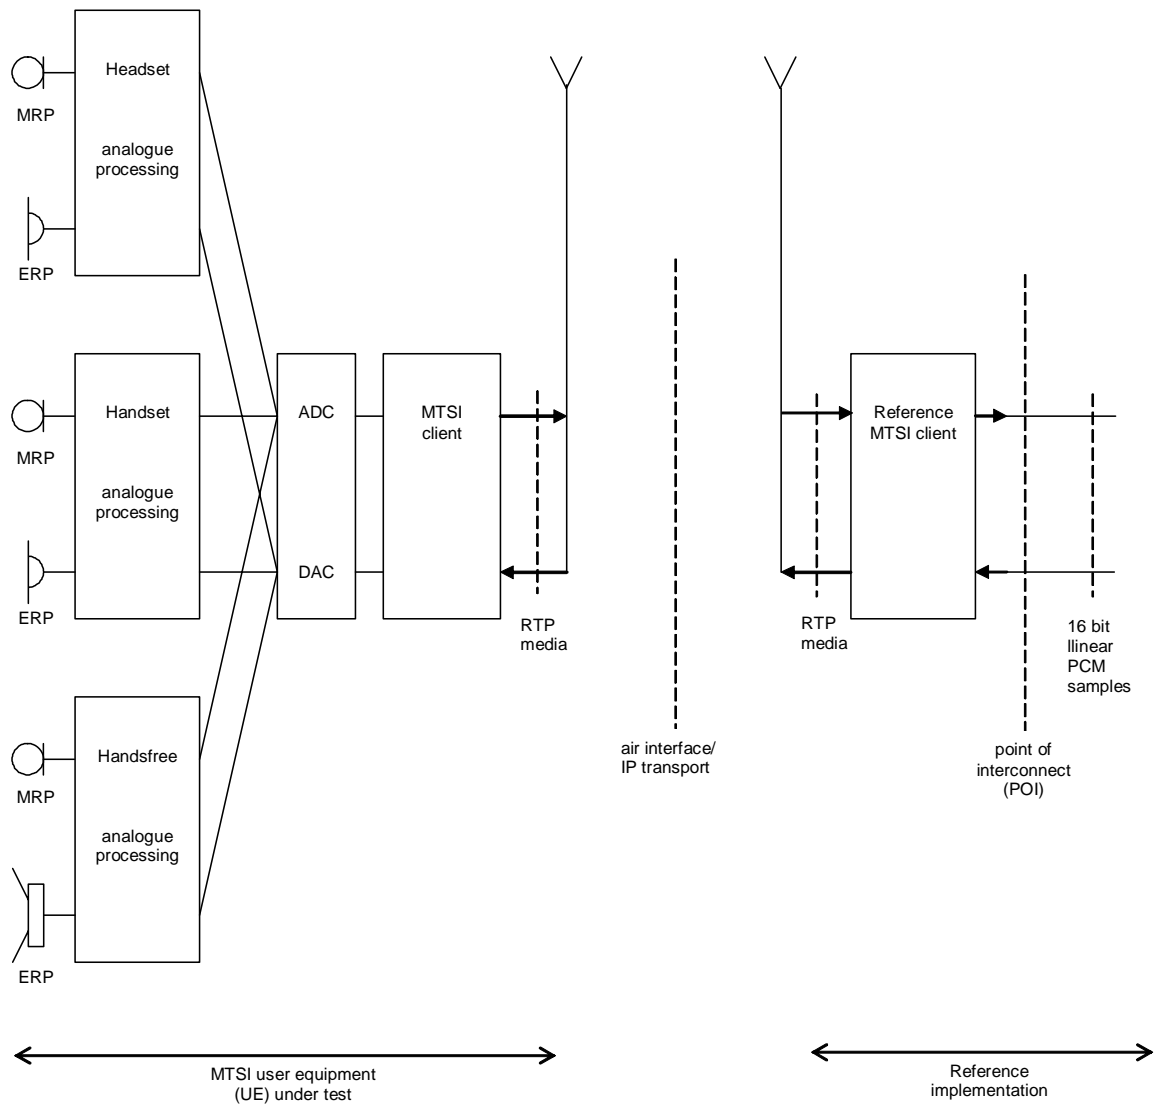 Headset
MRP
analogue
processing
ERP
Handset
MRP
analogue
processing
ERP
Handsfree
MRP
analogue
processing
ERP
ADC
DAC
MTSI
client
RTP
media
air interface/
IP transport
RTP
media
Reference
MTSI client
16 bit
llinear
PCM
samples
point of
interconnect
(POI)
MTSI user equipment
(UE) under test
Reference
implementation